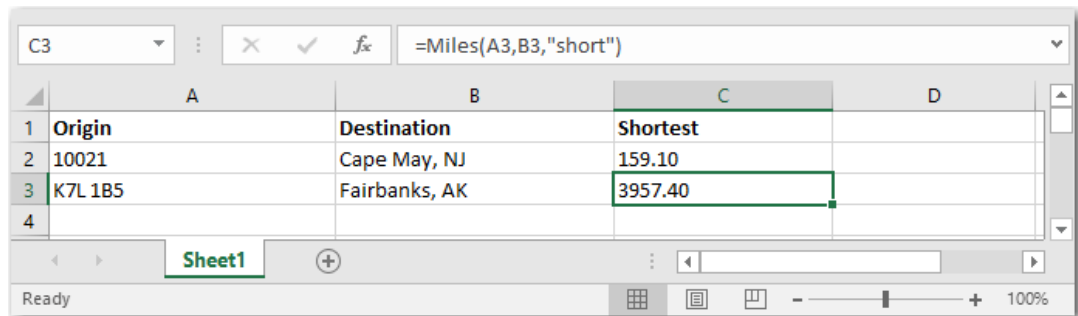 C3 fx =Miles(A3,B3,"short")
A B C D
1 Origin Destination Shortest
2 10021 Cape May, NJ 159.10
3 K7L 1B5 Fairbanks, AK 3957.40
4
Sheet1
Ready 100%